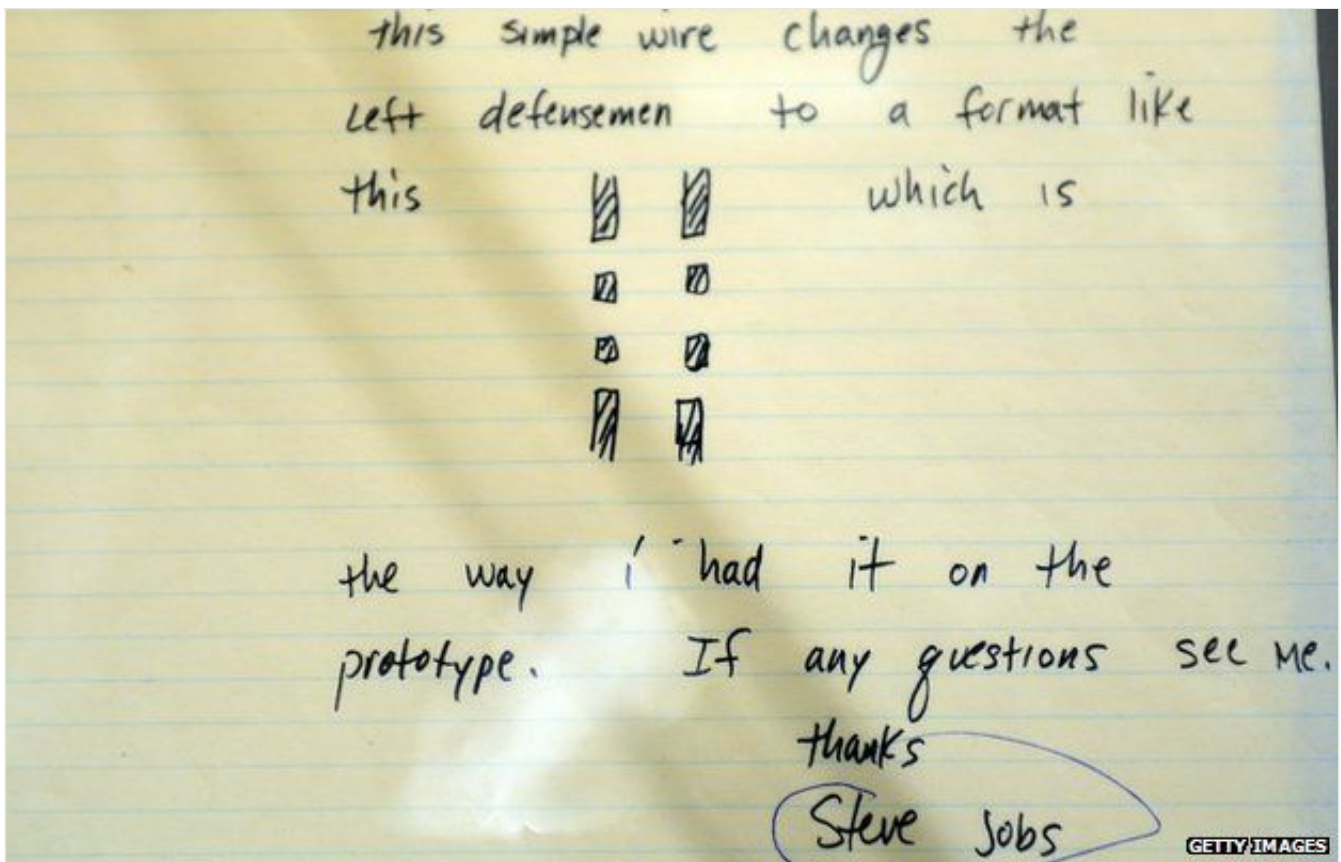 this simple wire changes the
left defensemen to a format like
this which is
the way i had it on the
prototype. If any questions see me.
thanks
Steve Jobs
GETTY IMAGES